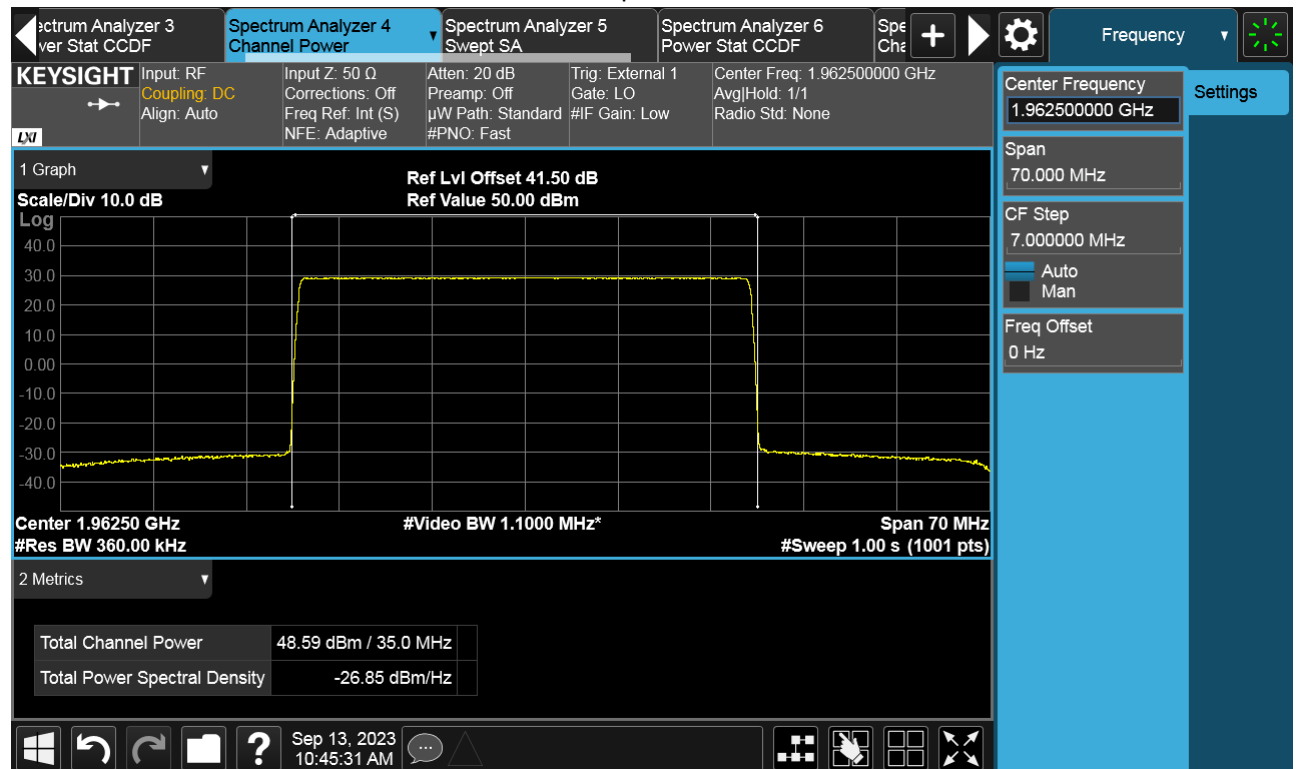 ectrum Analyzer 3
ver Stat CCDF
Spectrum Analyzer 4
Channel Power
Spectrum Analyzer 5
Swept SA
Spectrum Analyzer 6
Power Stat CCDF
Spe
Cha
Frequency
KEYSIGHT
LXI
Input: RF
Coupling: DC
Align: Auto
Input Z: 50 Ω
Corrections: Off
Freq Ref: Int (S)
NFE: Adaptive
Atten: 20 dB
Preamp: Off
µW Path: Standard
#PNO: Fast
Trig: External 1
Gate: LO
#IF Gain: Low
Center Freq: 1.962500000 GHz
Avg|Hold: 1/1
Radio Std: None
Center Frequency
1.962500000 GHz
Settings
Span
70.000 MHz
CF Step
7.000000 MHz
Auto
Man
Freq Offset
0 Hz
1 Graph
Scale/Div 10.0 dB
Ref Lvl Offset 41.50 dB
Ref Value 50.00 dBm
Log
40.0
30.0
20.0
10.0
0.00
-10.0
-20.0
-30.0
-40.0
Center 1.96250 GHz
#Video BW 1.1000 MHz*
Span 70 MHz
#Res BW 360.00 kHz
#Sweep 1.00 s (1001 pts)
2 Metrics
Total Channel Power 48.59 dBm / 35.0 MHz
Total Power Spectral Density -26.85 dBm/Hz
?
Sep 13, 2023
10:45:31 AM